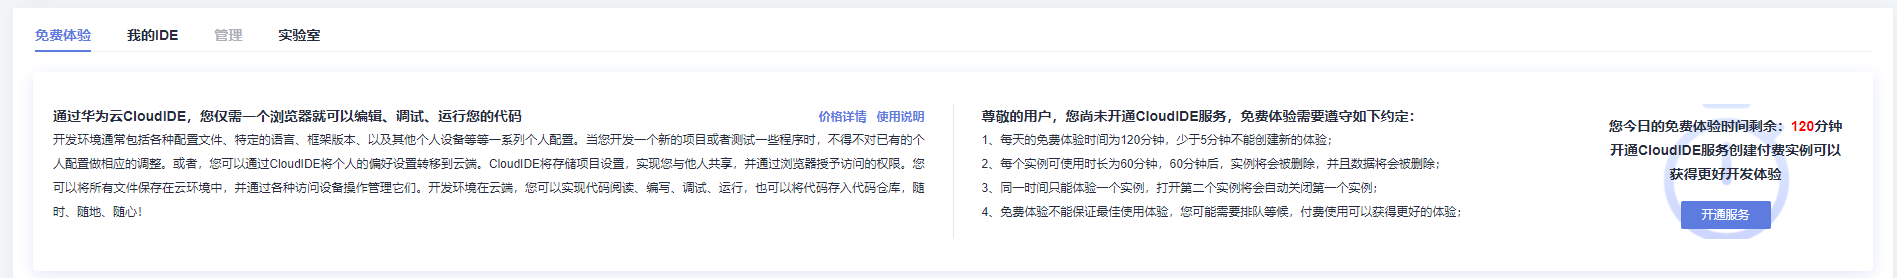 免费体验 我的IDE 管理 实验室
通过华为云CloudIDE，您仅需一个浏览器就可以编辑、调试、运行您的代码
价格详情 使用说明
开发环境通常包括各种配置文件、特定的语言、框架版本、以及其他个人设备等等一系列个人配置。当您开发一个新的项目或者测试一些程序时，不得不对已有的个
人配置做相应的调整。或者，您可以通过CloudIDE将个人的偏好设置转移到云端。CloudIDE将存储项目设置，实现您与他人共享，并通过浏览器授予访问的权限。您
可以将所有文件保存在云环境中，并通过各种访问设备操作管理它们。开发环境在云端，您可以实现代码阅读、编写、调试、运行，也可以将代码存入代码仓库，随
时、随地、随心！
尊敬的用户，您尚未开通CloudIDE服务，免费体验需要遵守如下约定：
1、每天的免费体验时间为120分钟，少于5分钟不能创建新的体验；
2、每个实例可使用时长为60分钟，60分钟后，实例将会被删除，并且数据将会被删除；
3、同一时间只能体验一个实例，打开第二个实例将会自动关闭第一个实例；
4、免费体验不能保证最佳使用体验，您可能需要排队等候，付费使用可以获得更好的体验；
您今日的免费体验时间剩余：120分钟
开通CloudIDE服务创建付费实例可以
获得更好开发体验
开通服务